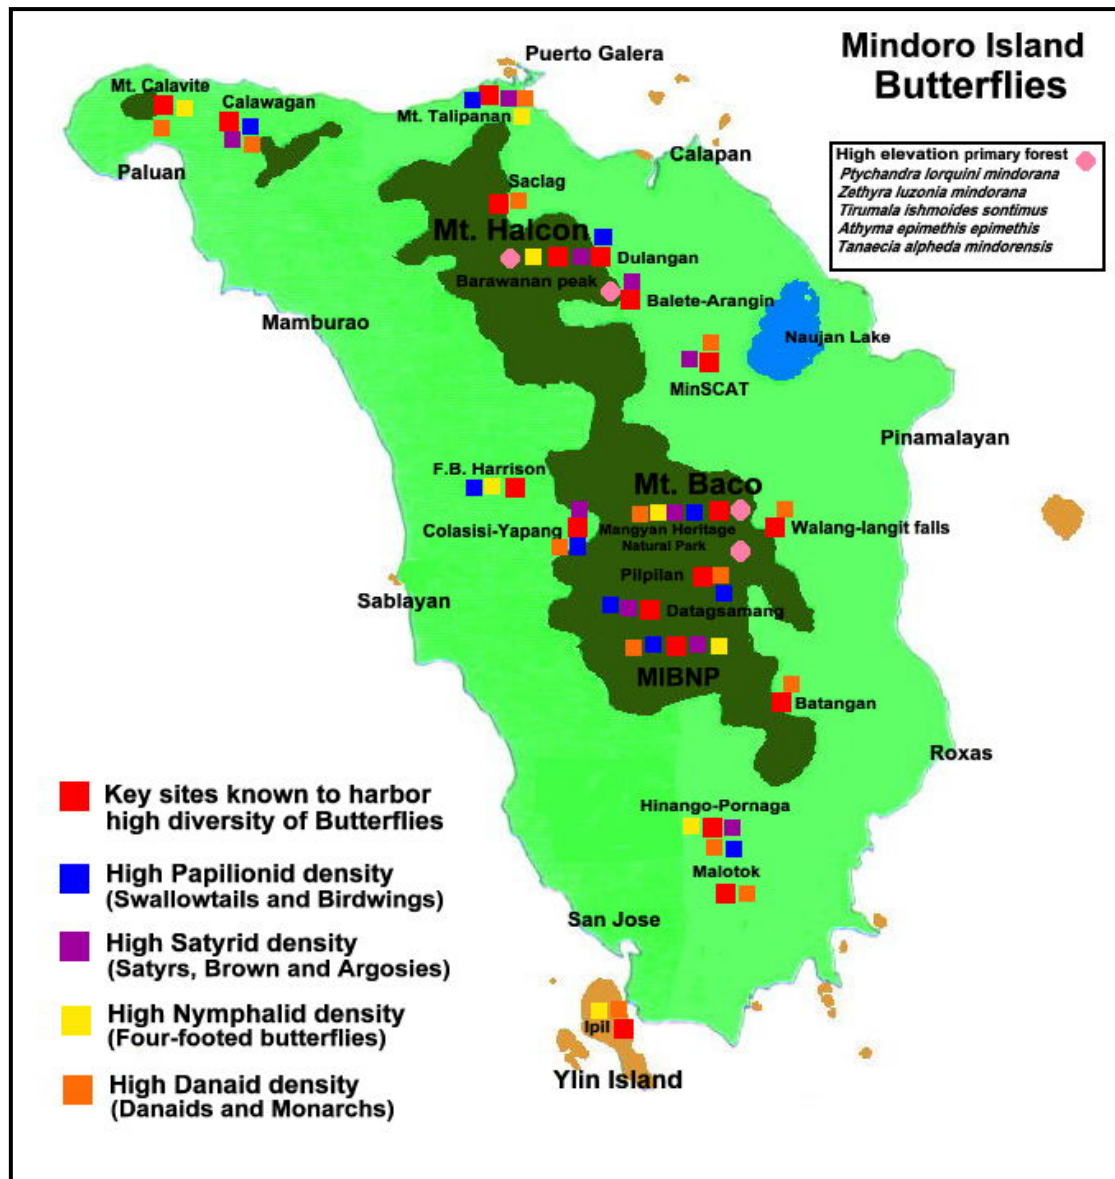 Mindoro Island
Butterflies
High elevation primary forest
Ptychandra lorquini mindorana
Zethyra luzonia mindorana
Tirumala ishmoides sontimus
Athyma epimethis epimethis
Tanaecia alpheda mindorensis
Puerto Galera
Mt. Calavite
Calawagan
Mt. Talipanan
Calapan
Paluan
Saclag
Mt. Halcon
Dulangan
Barawanan peak
Balete-Arangin
Mamburao
Naujan Lake
MinSCAT
Pinamalayan
F.B. Harrison
Mt. Baco
Colasisi-Yapang
Mangyan Heritage
Natural Park
Walang-langit falls
Pilpilan
Sablayan
Datagsamang
MIBNP
Batangan
Roxas
Hinango-Pornaga
Malotok
San Jose
Ipil
Ylin Island
Key sites known to harbor
high diversity of Butterflies
High Papilionid density
(Swallowtails and Birdwings)
High Satyrid density
(Satyrs, Brown and Argosies)
High Nymphalid density
(Four-footed butterflies)
High Danaid density
(Danaids and Monarchs)